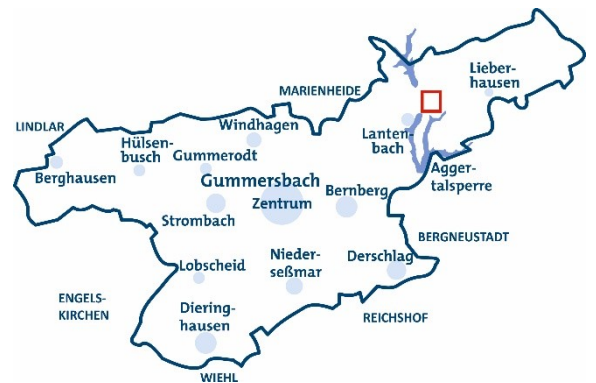 Lieber-
hausen
MARIENHEIDE
LINDLAR
Windhagen
Lanten-
bach
Hülsen-
busch
Gummerodt
Berghausen
Agger-
talsperre
Gummersbach
Zentrum
Bernberg
Strombach
BERGNEUSTADT
Nieder-
seßmar
Derschlag
Lobscheid
ENGELS-
KIRCHEN
Diering-
hausen
REICHSHOF
WIEHL